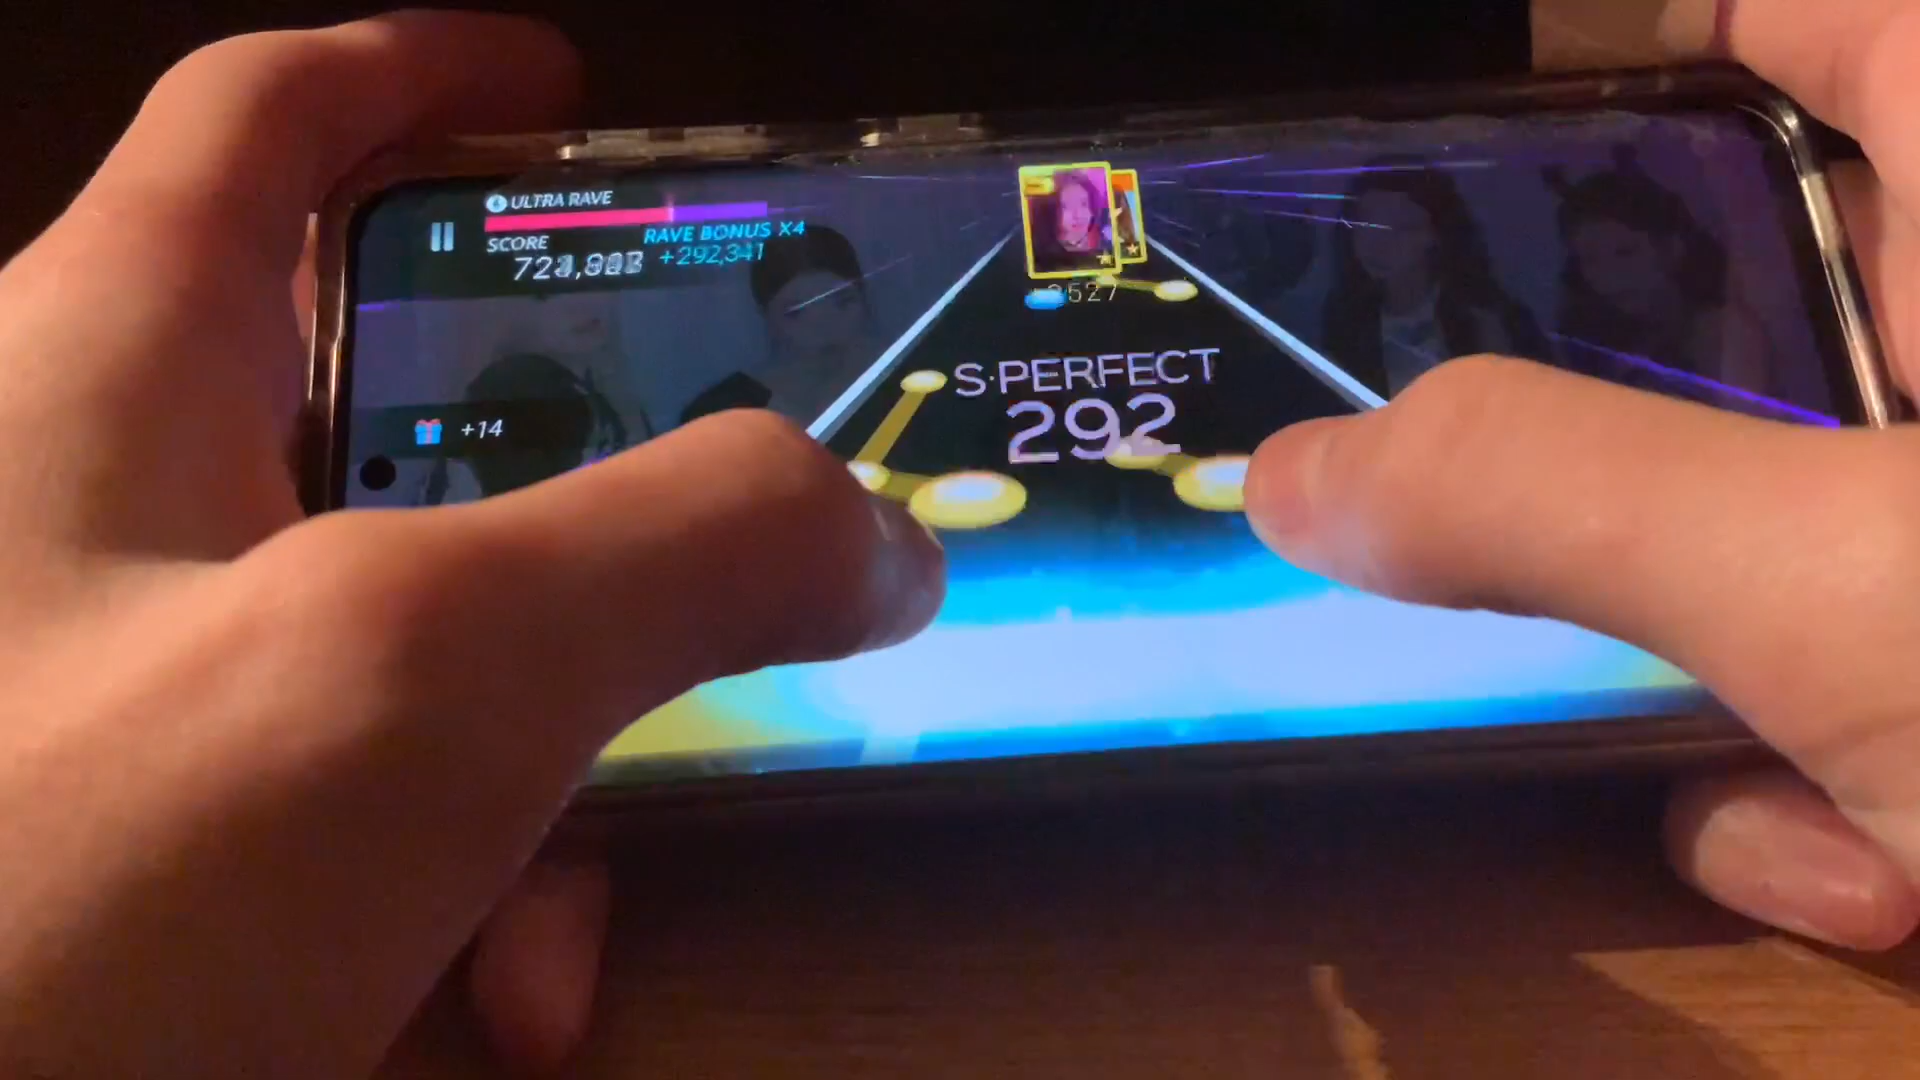 ULTRA RAVE
SCORE
RAVE BONUS X4
+292,341
+14
S·PERFECT
292